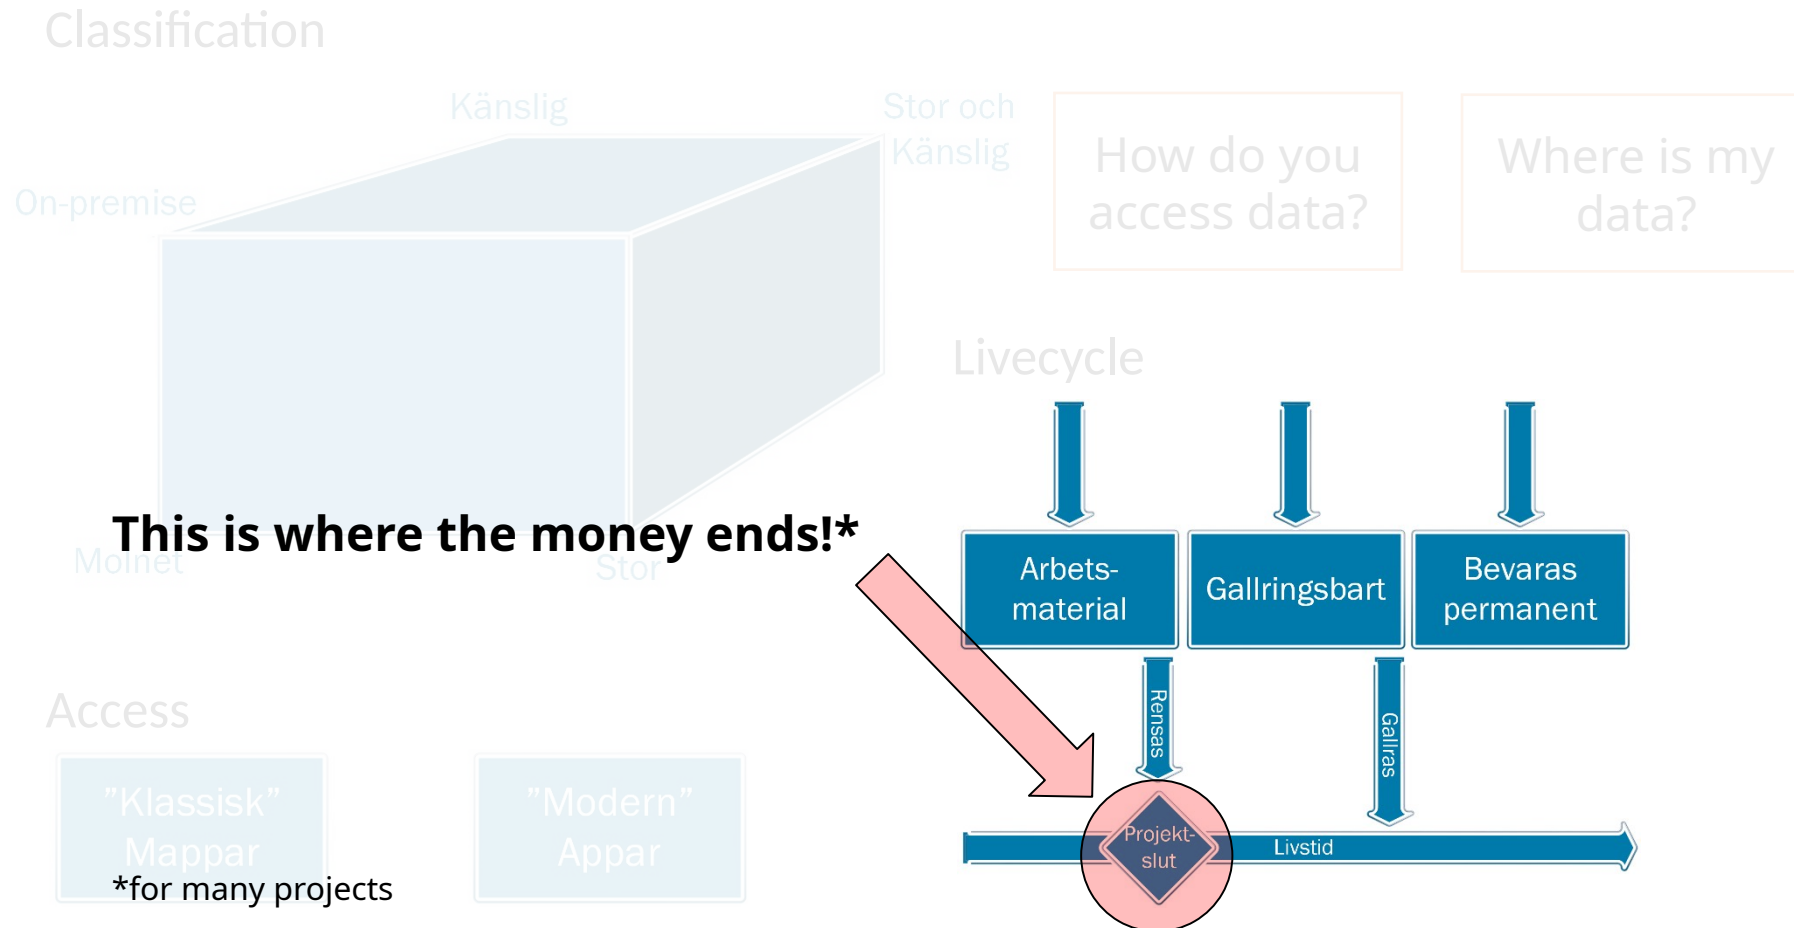 Classification
Känslig
Stor och
Känslig
On-premise
How do you
access data?
Where is my
data?
Livecycle
This is where the money ends!*
Molnet
Stor
Arbets-
material
Gallringsbart
Bevaras
permanent
Rensas
Gallras
Access
”Klassisk”
Mappar
”Modern”
Appar
Projekt-
slut
Livstid
*for many projects